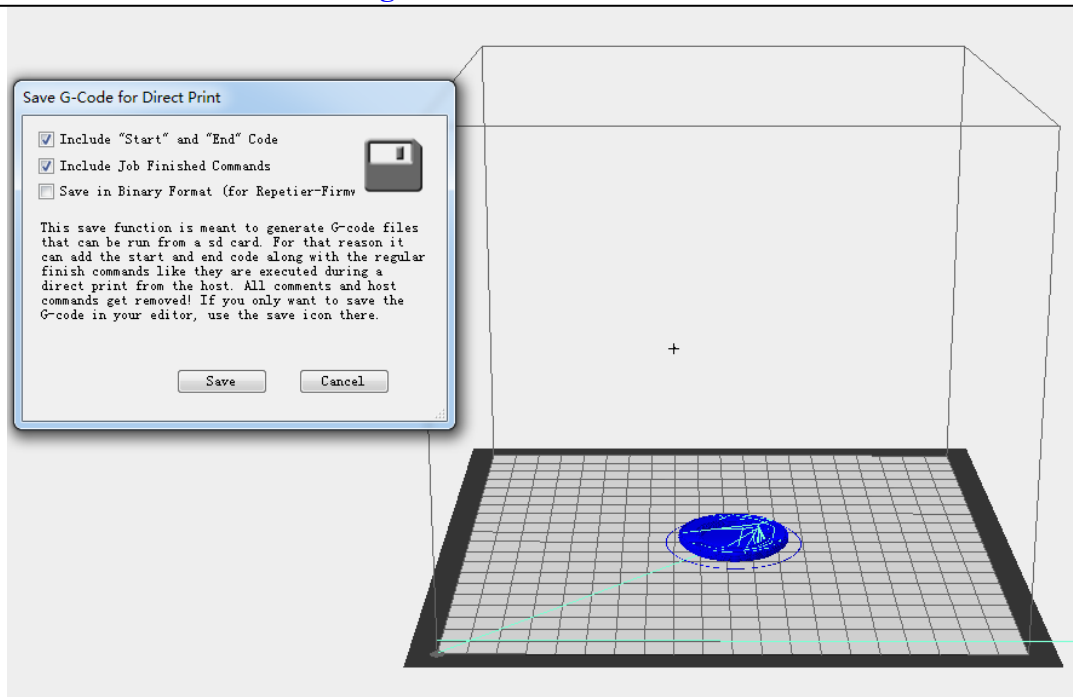 Save G-Code for Direct Print
Include "Start" and "End" Code
Include Job Finished Commands
Save in Binary Format (for Repetier-Firmw
This save function is meant to generate G-code files
that can be run from a sd card. For that reason it
can add the start and end code along with the regular
finish commands like they are executed during a
direct print from the host. All comments and host
commands get removed! If you only want to save the
G-code in your editor, use the save icon there.
Save
Cancel